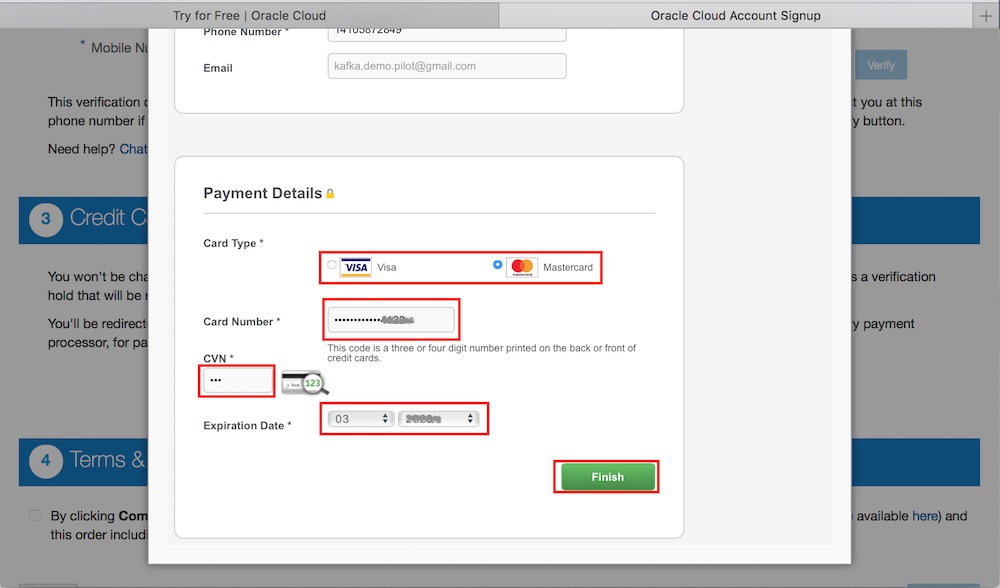 Try for Free | Oracle Cloud
Oracle Cloud Account Signup
* Mobile Nu
Phone Number *
14105872849
Email
kafka.demo.pilot@gmail.com
Verify
This verification
t you at this
phone number if
y button.
Need help? Chat
3 Credit C
Payment Details
Card Type *
VISA Visa
mastercard Mastercard
You won't be cha
s a verification
hold that will be
You'll be redirect
y payment
processor, for pa
Card Number *
This code is a three or four digit number printed on the back or front of
credit cards.
CVN *
123
Expiration Date *
03
4 Terms &
Finish
By clicking Com
available here) and
this order includi